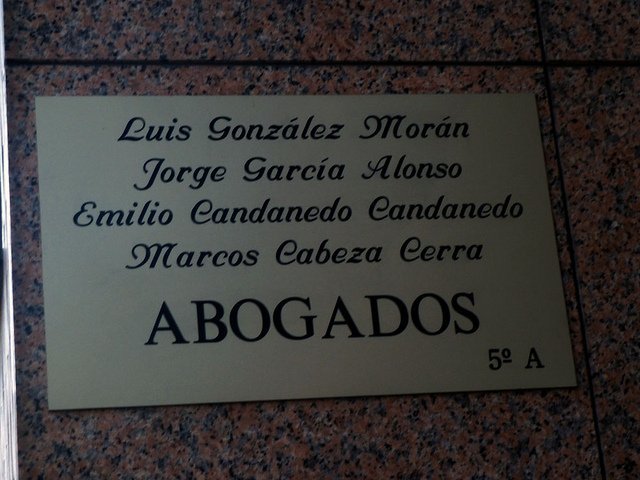 Luis González Morán
Jorge García Alonso
Emilio Candanedo Candanedo
Marcos Cabeza Cerra
ABOGADOS
5º A